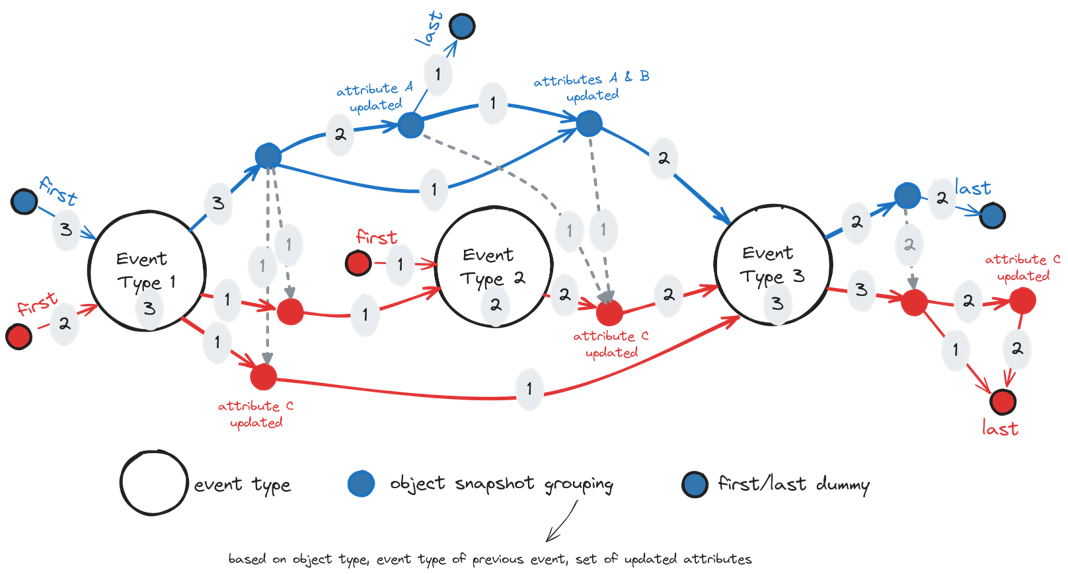 last
1
attribute A
updated
attributes A & B
updated
1
2
1
2
first
3
3
Event
Type 1
3
first
2
1
1
1
1
first
1
1
Event
Type 2
2
2
1
1
attribute C
updated
2
1
attribute C
updated
Event
Type 3
3
2
2
last
2
3
2
attribute C
updated
1
2
last
event type
object snapshot grouping
first/last dummy
based on object type, event type of previous event, set of updated attributes